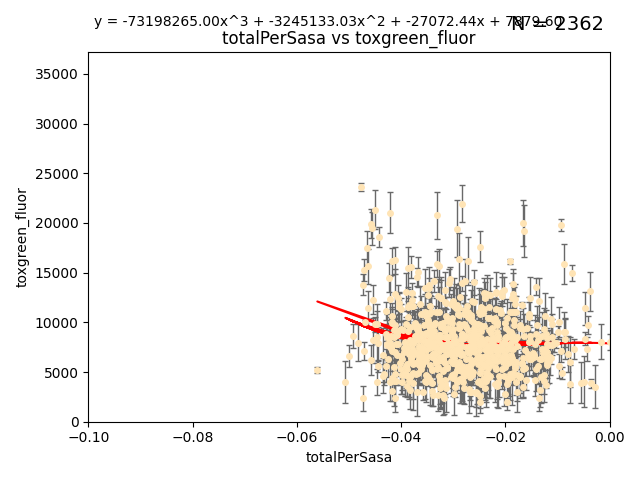 y = -73198265.00x^3 + -3245133.03x^2 + -27072.44x + 7879.60
N = 2362
totalPerSasa vs toxgreen_fluor
35000
30000
25000
20000
15000
10000
5000
0
toxgreen_fluor
−0.10 −0.08 −0.06 −0.04 −0.02 0.00
totalPerSasa